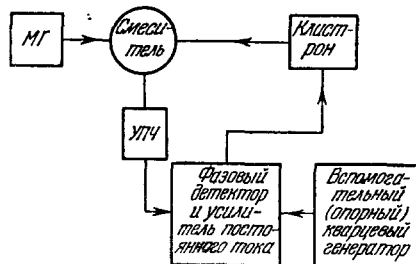 МГ
Смеси-
тель
Клист-
рон
УПЧ
Фазовый
детектор
и усили-
тель посто-
янного тока
Вспомога-
тельный
(опорный)
кварцевый
генератор